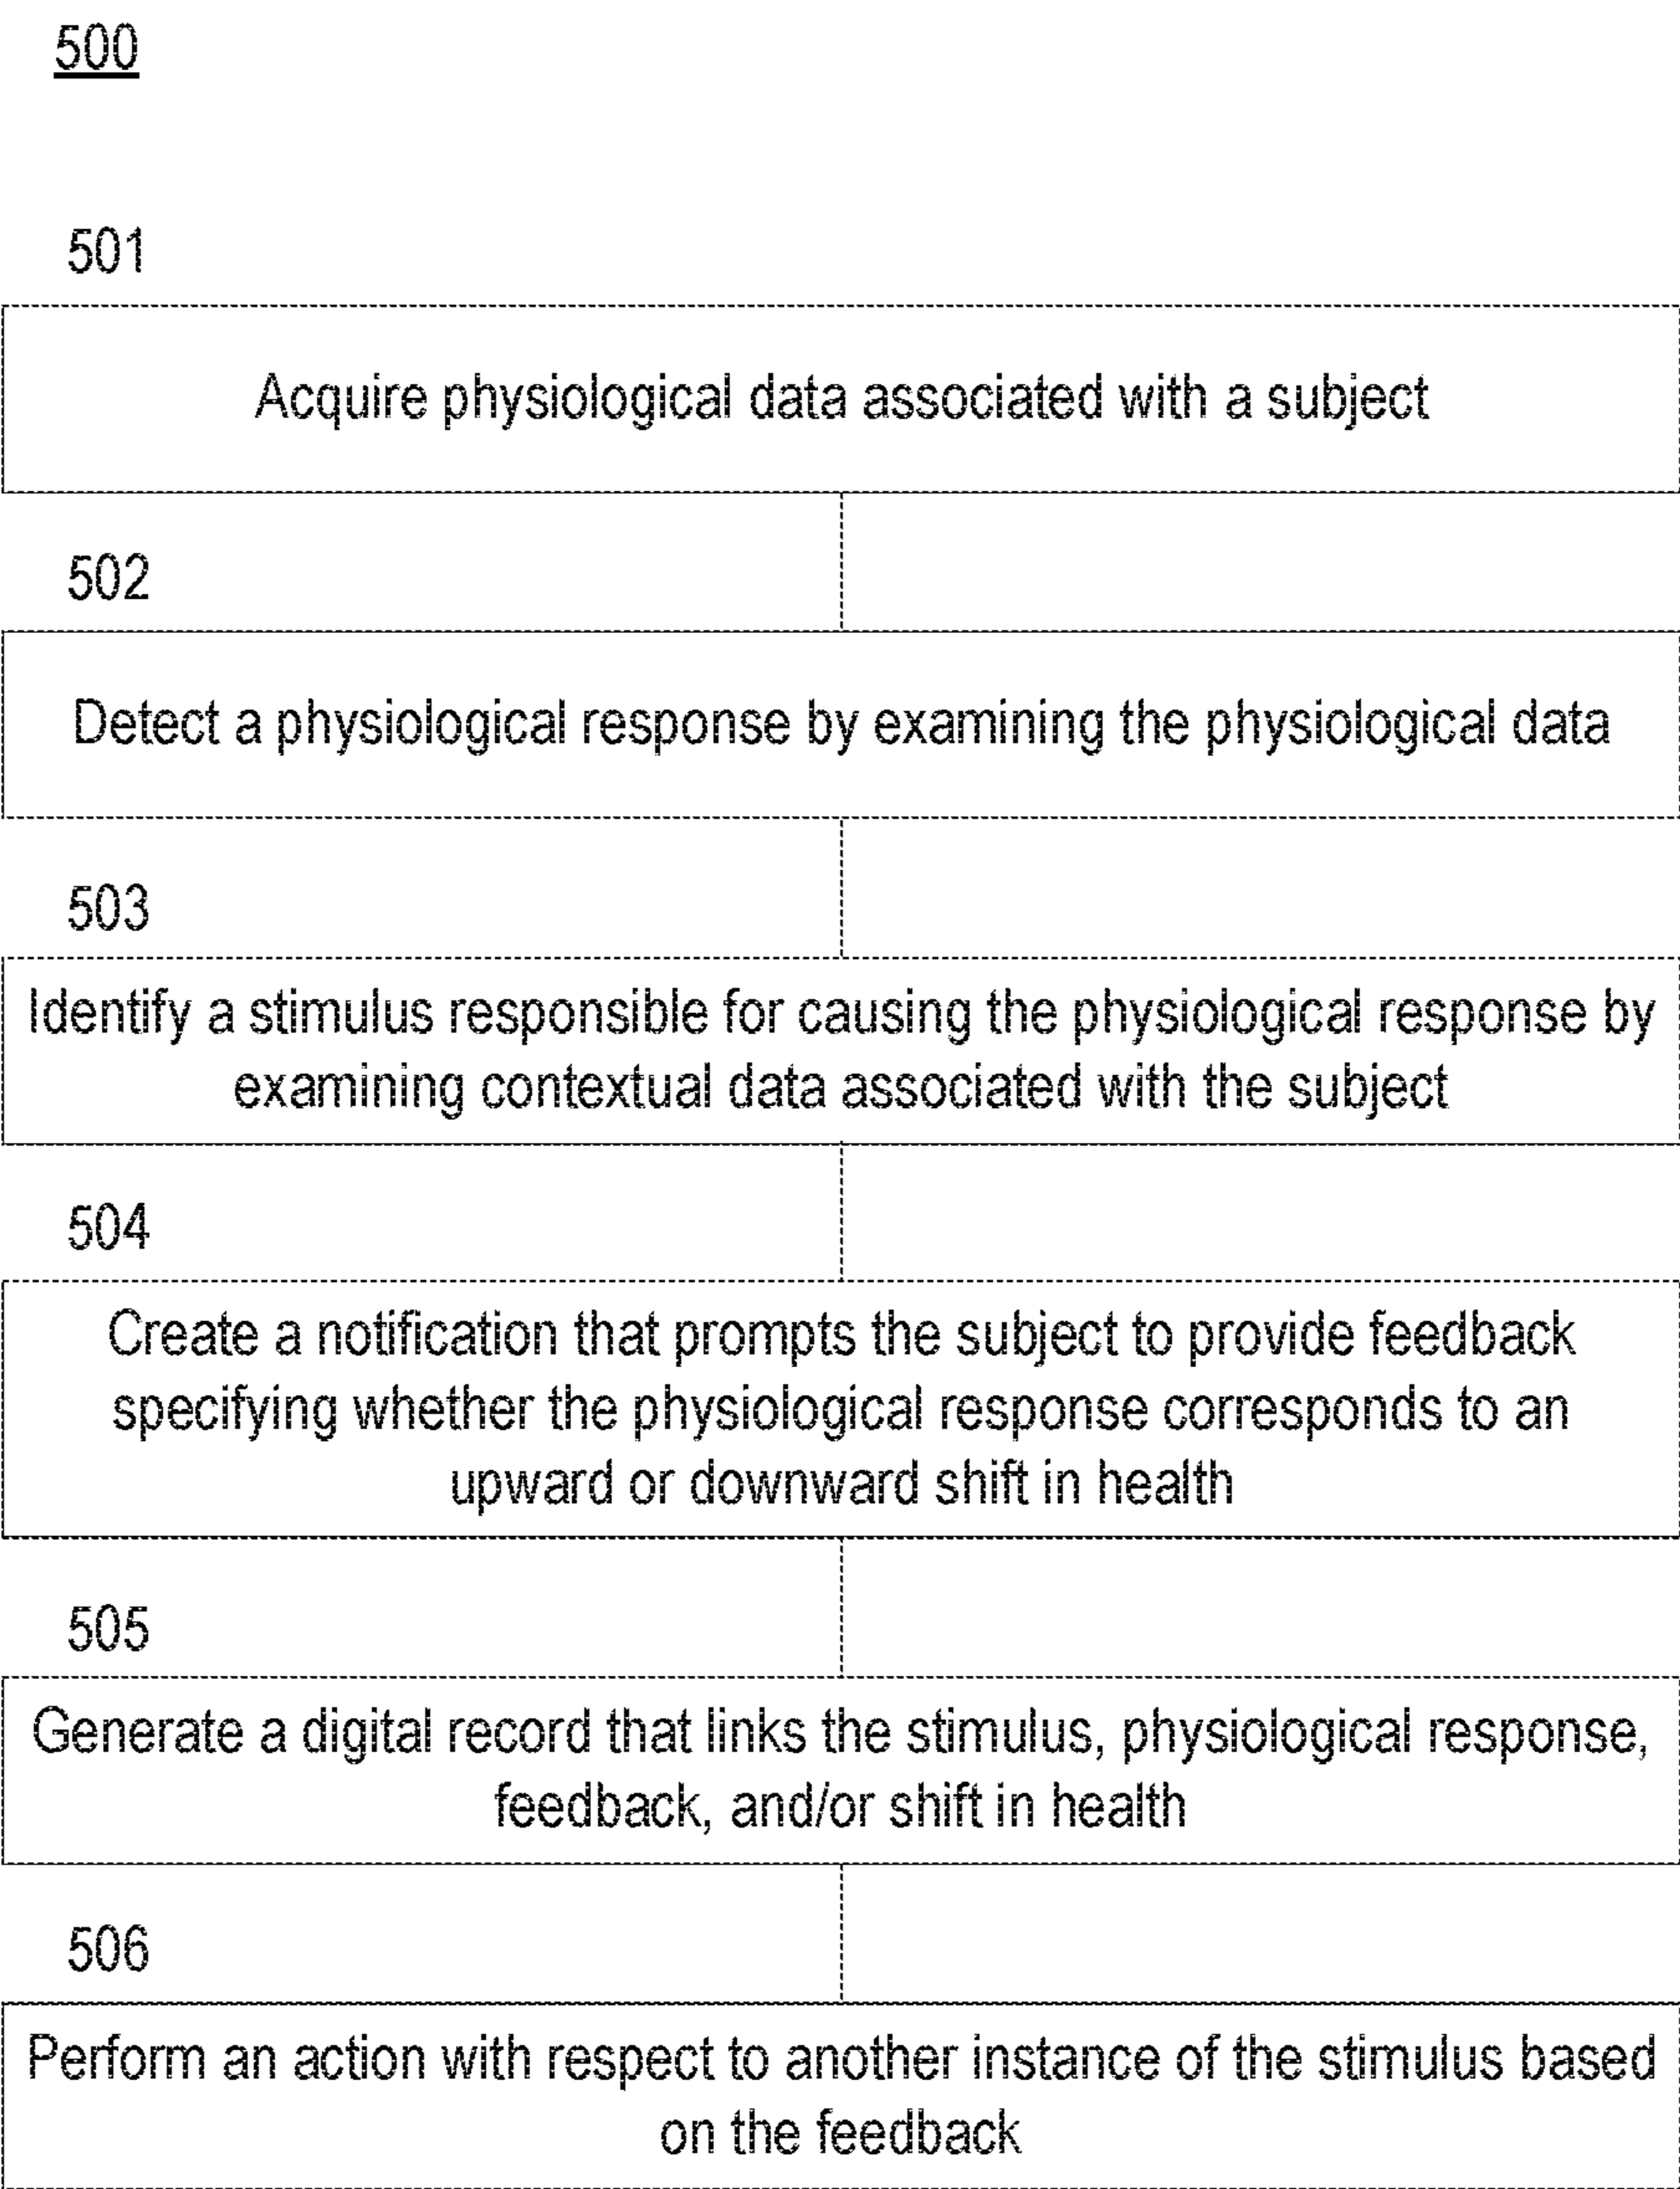 500
501
Acquire physiological data associated with a subject
502
Detect a physiological response by examining the physiological data
503
Identify a stimulus responsible for causing the physiological response by
examining contextual data associated with the subject
504
Create a notification that prompts the subject to provide feedback
specifying whether the physiological response corresponds to an
upward or downward shift in health
505
Generate a digital record that links the stimulus, physiological response,
feedback, and/or shift in health
506
Perform an action with respect to another instance of the stimulus based
on the feedback